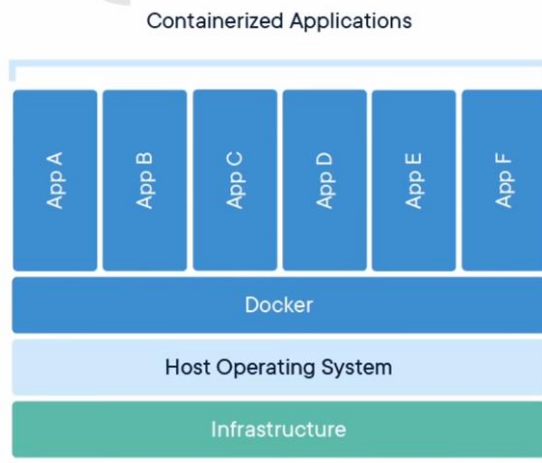 Containerized Applications
App A
App B
App C
App D
App E
App F
Docker
Host Operating System
Infrastructure